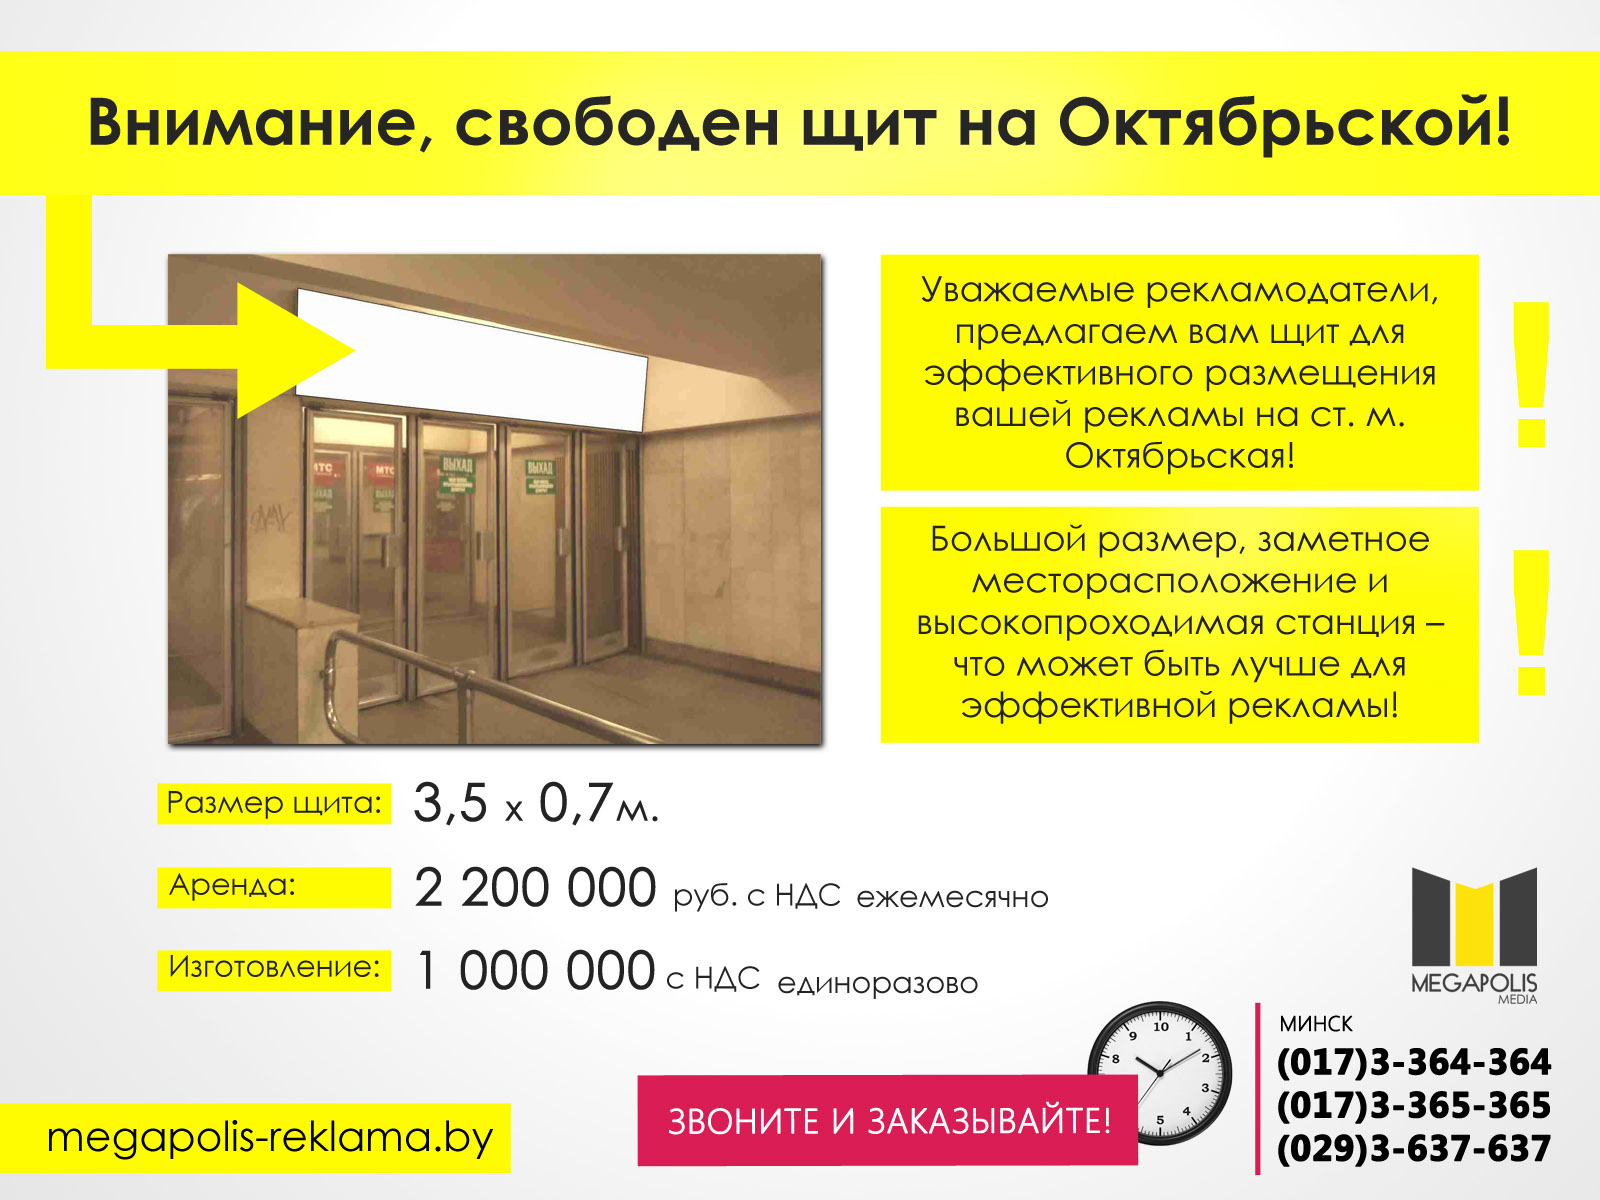 Внимание, свободен щит на Октябрьской!
Уважаемые рекламодатели,
предлагаем вам щит для
эффективного размещения
вашей рекламы на ст. м.
Октябрьская!
!
Большой размер, заметное
месторасположение и
высокопроходимая станция –
что может быть лучше для
эффективной рекламы!
!
МТС
МТС
ВЫХАД
ВЫХАД
Размер щита: 3,5 х 0,7м.
Аренда: 2 200 000 руб. с НДС ежемесячно
Изготовление: 1 000 000 с НДС единоразово
MEGAPOLIS
MEDIA
10
9
1
8
2
3
4
5
МИНСК
(017)3-364-364
(017)3-365-365
(029)3-637-637
ЗВОНИТЕ И ЗАКАЗЫВАЙТЕ!
megapolis-reklama.by